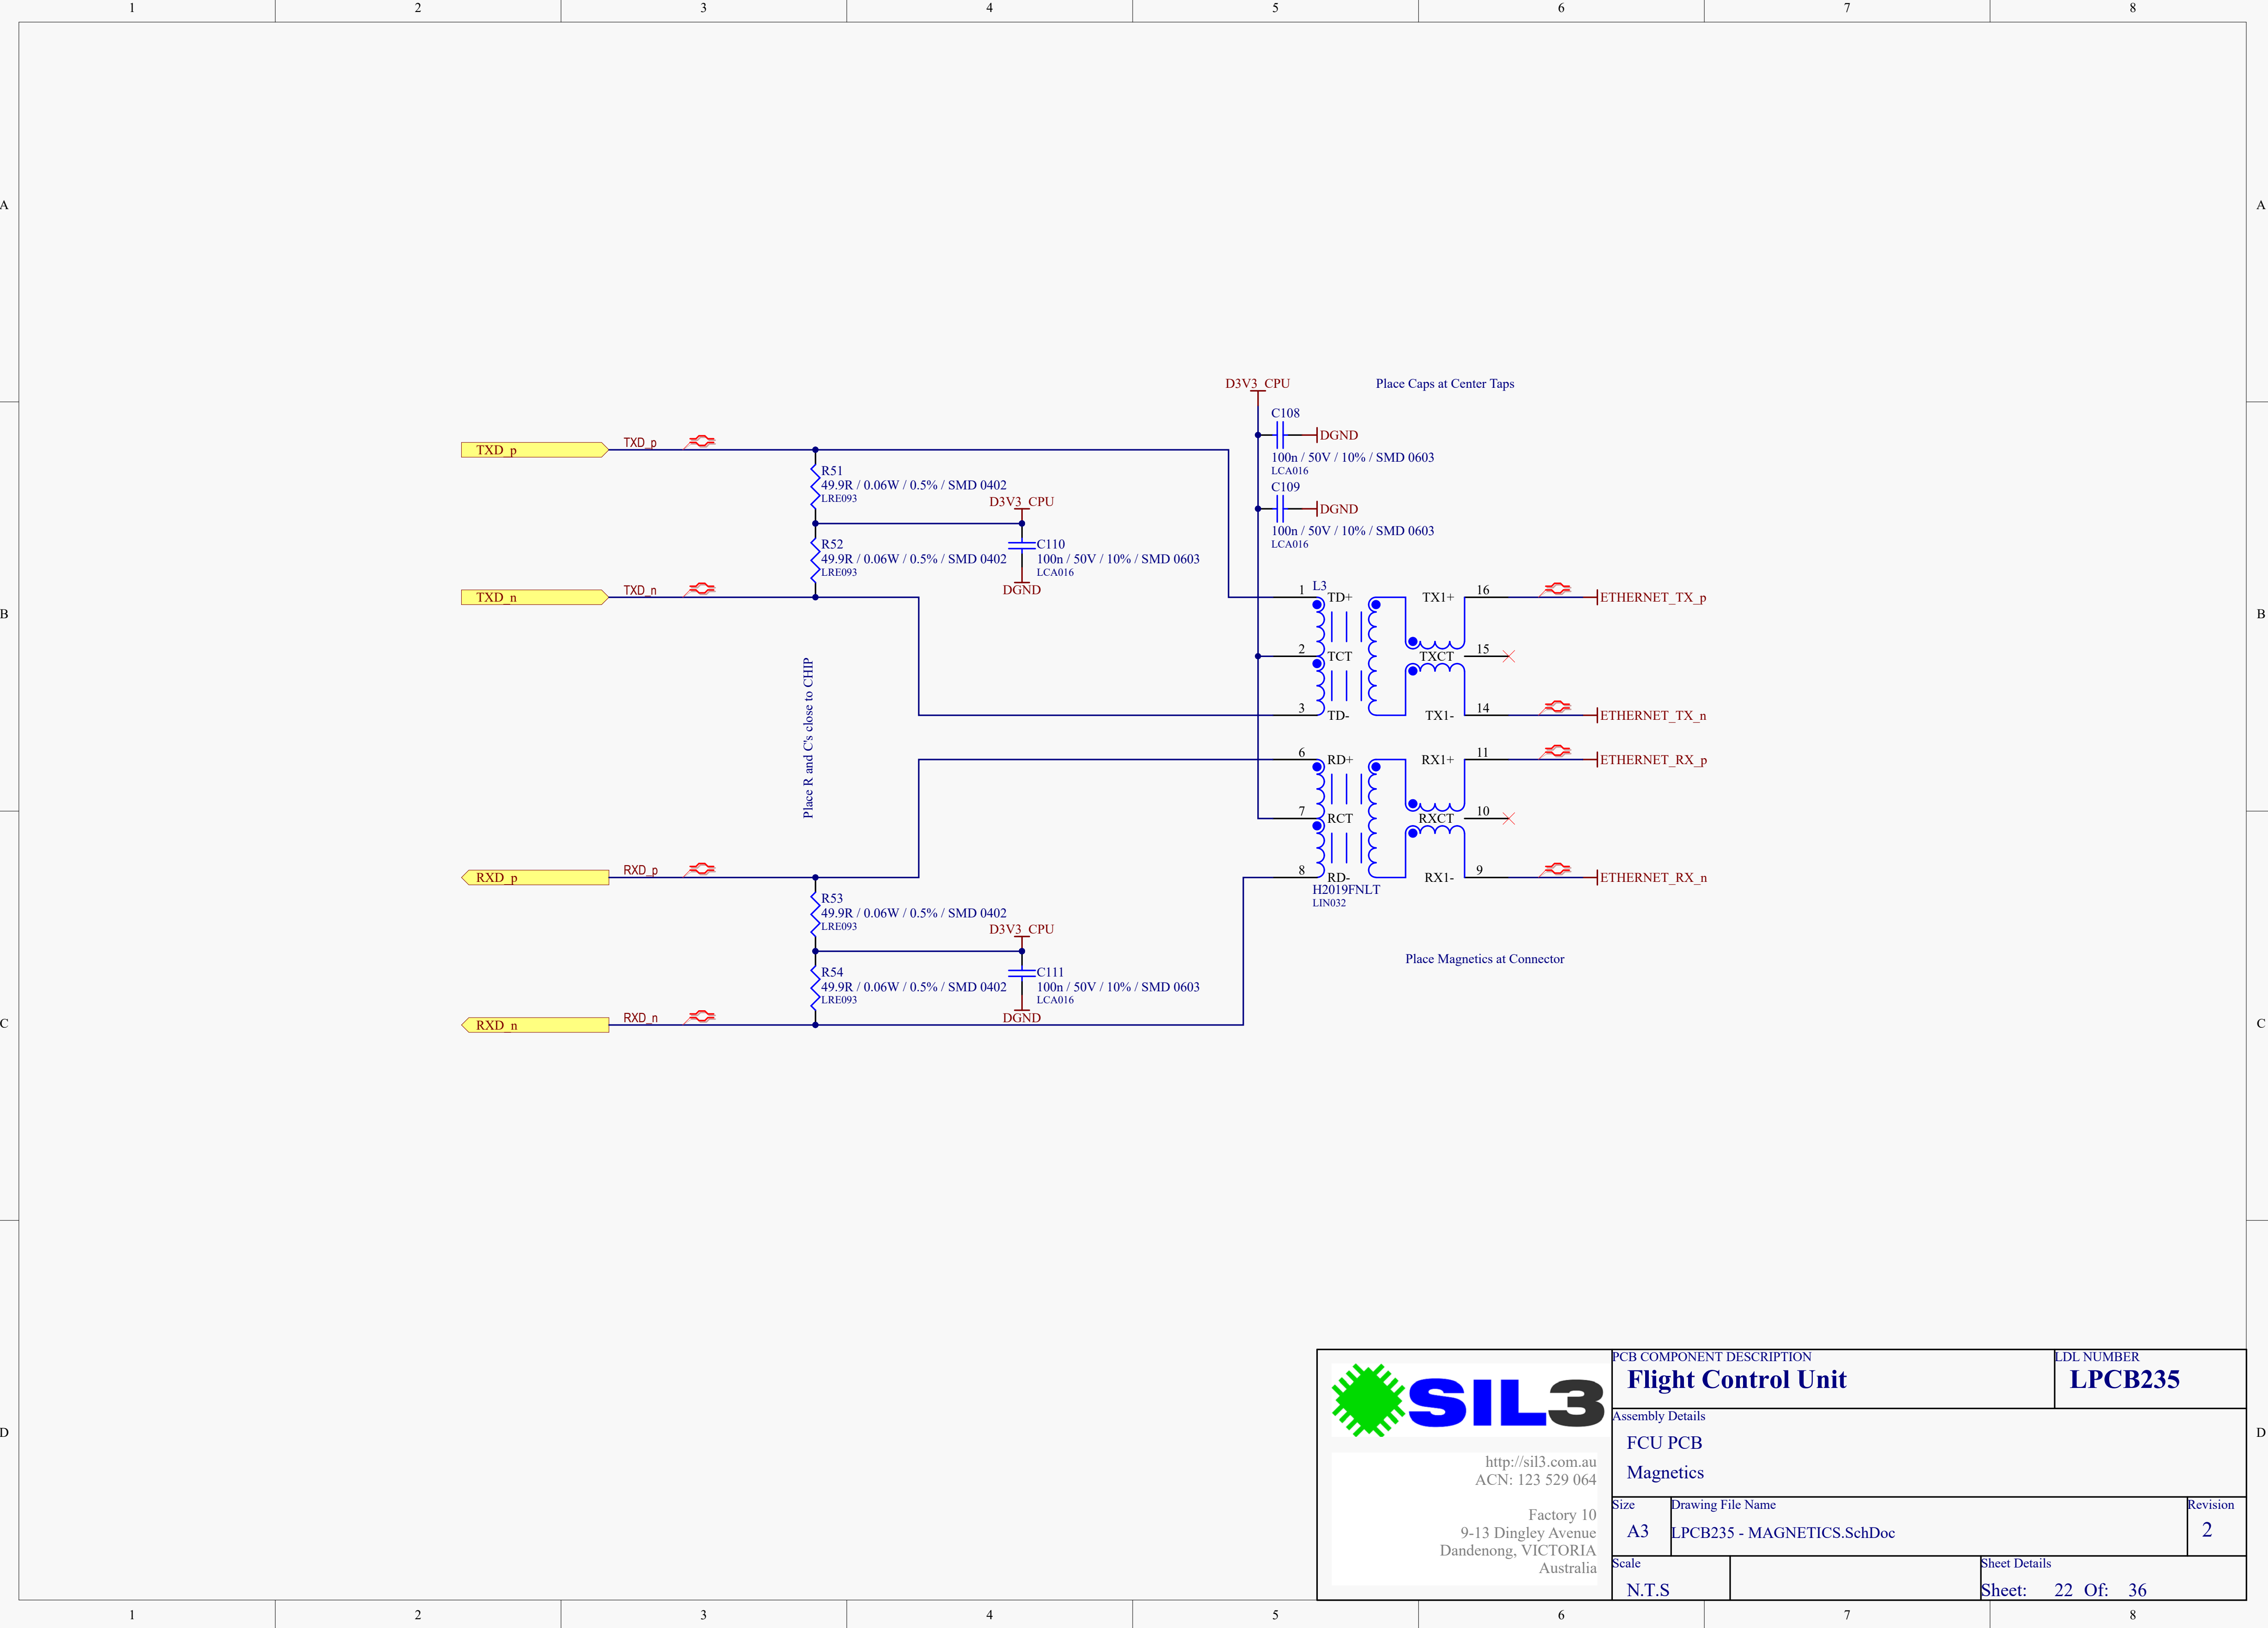 1 2 3 4 5 6 7 8
A A
D3V3_CPU Place Caps at Center Taps
C108
DGND
100n / 50V / 10% / SMD 0603
LCA016
C109
DGND
100n / 50V / 10% / SMD 0603
LCA016
TXD_p TXD_p
R51
49.9R / 0.06W / 0.5% / SMD 0402
LRE093
D3V3_CPU
R52
49.9R / 0.06W / 0.5% / SMD 0402
LRE093
C110
100n / 50V / 10% / SMD 0603
LCA016
DGND
TXD_n TXD_n
B B
L3
1 TD+ TX1+ 16 ETHERNET_TX_p
2 TCT TXCT 15
3 TD- TX1- 14 ETHERNET_TX_n
6 RD+ RX1+ 11 ETHERNET_RX_p
7 RCT RXCT 10
8 RD- RX1- 9 ETHERNET_RX_n
H2019FNLT
LIN032
Place R and C's close to CHIP
RXD_p RXD_p
R53
49.9R / 0.06W / 0.5% / SMD 0402
LRE093
D3V3_CPU
R54
49.9R / 0.06W / 0.5% / SMD 0402
LRE093
C111
100n / 50V / 10% / SMD 0603
LCA016
DGND
RXD_n RXD_n
Place Magnetics at Connector
C C
D D
SIL3
http://sil3.com.au
ACN: 123 529 064
Factory 10
9-13 Dingley Avenue
Dandenong, VICTORIA
Australia
PCB COMPONENT DESCRIPTION
Flight Control Unit
LDL NUMBER
LPCB235
Assembly Details
FCU PCB
Magnetics
Size
A3
Drawing File Name
LPCB235 - MAGNETICS.SchDoc
Revision
2
Scale
N.T.S
Sheet Details
Sheet: 22 Of: 36
1 2 3 4 5 6 7 8